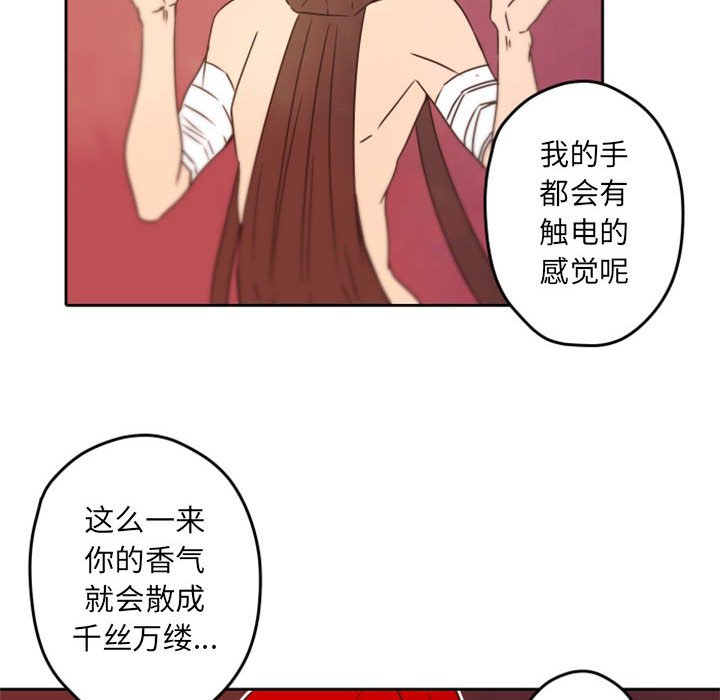 我的手
都会有
触电的
感觉呢
这么一来
你的香气
就会散成
千丝万缕...